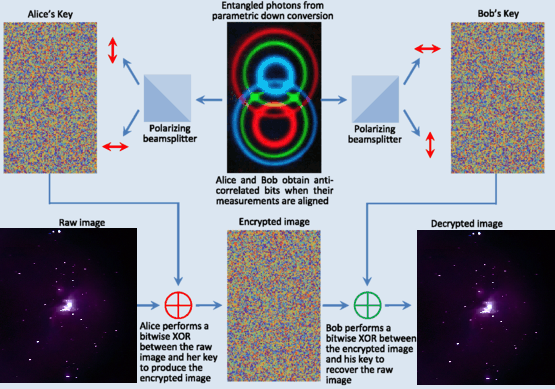 Entangled photons from
parametric down conversion
Alice's Key
Bob's Key
Polarizing
beamsplitter
Polarizing
beamsplitter
Alice and Bob obtain anti-
correlated bits when their
measurements are aligned
Raw image
Encrypted image
Decrypted image
Alice performs a
bitwise XOR
between the raw
image and her key
to produce the
encrypted image
Bob performs a
bitwise XOR between
the encrypted image
and his key to
recover the raw
image